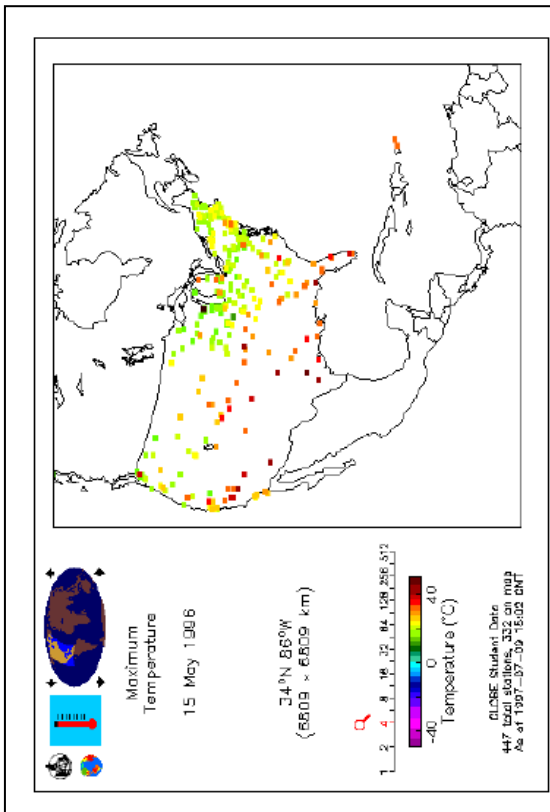 Maximum
Temperature
15 May 1996
34°N 86°W
(6809 x 6809 km)
1 2 4 8 16 32 64 128 256 512
-40 0 40
Temperature (°C)
GLOBE Student Data
447 total stations, 332 on map
As of 1997-07-09 15:02 GMT